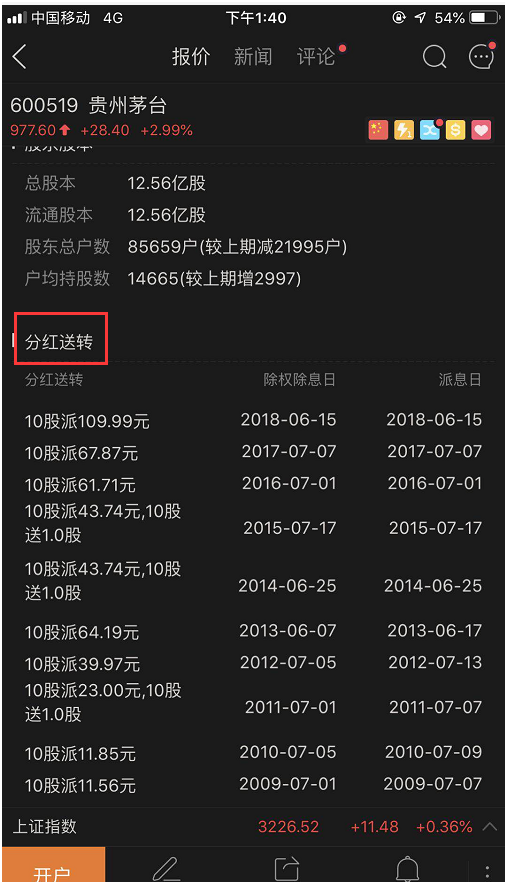 中国移动 4G 下午1:40 54%
报价 新闻 评论
600519 贵州茅台
977.60 +28.40 +2.99%
股东股本
总股本 12.56亿股
流通股本 12.56亿股
股东总户数 85659户(较上期减21995户)
户均持股数 14665(较上期增2997)
分红送转
分红送转 除权除息日 派息日
10股派109.99元 2018-06-15 2018-06-15
10股派67.87元 2017-07-07 2017-07-07
10股派61.71元 2016-07-01 2016-07-01
10股派43.74元,10股
送1.0股 2015-07-17 2015-07-17
10股派43.74元,10股
送1.0股 2014-06-25 2014-06-25
10股派64.19元 2013-06-07 2013-06-17
10股派39.97元 2012-07-05 2012-07-13
10股派23.00元,10股
送1.0股 2011-07-01 2011-07-07
10股派11.85元 2010-07-05 2010-07-09
10股派11.56元 2009-07-01 2009-07-07
上证指数 3226.52 +11.48 +0.36%
开户